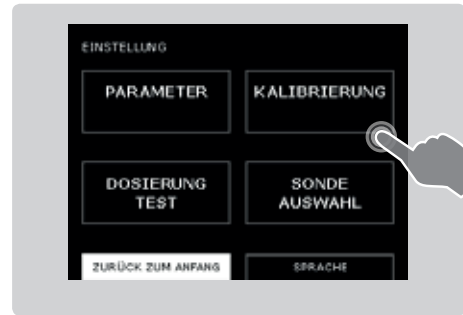 EINSTELLUNG
PARAMETER
KALIBRIERUNG
DOSIERUNG
TEST
SONDE
AUSWAHL
ZURÜCK ZUM ANFANG
SPRACHE